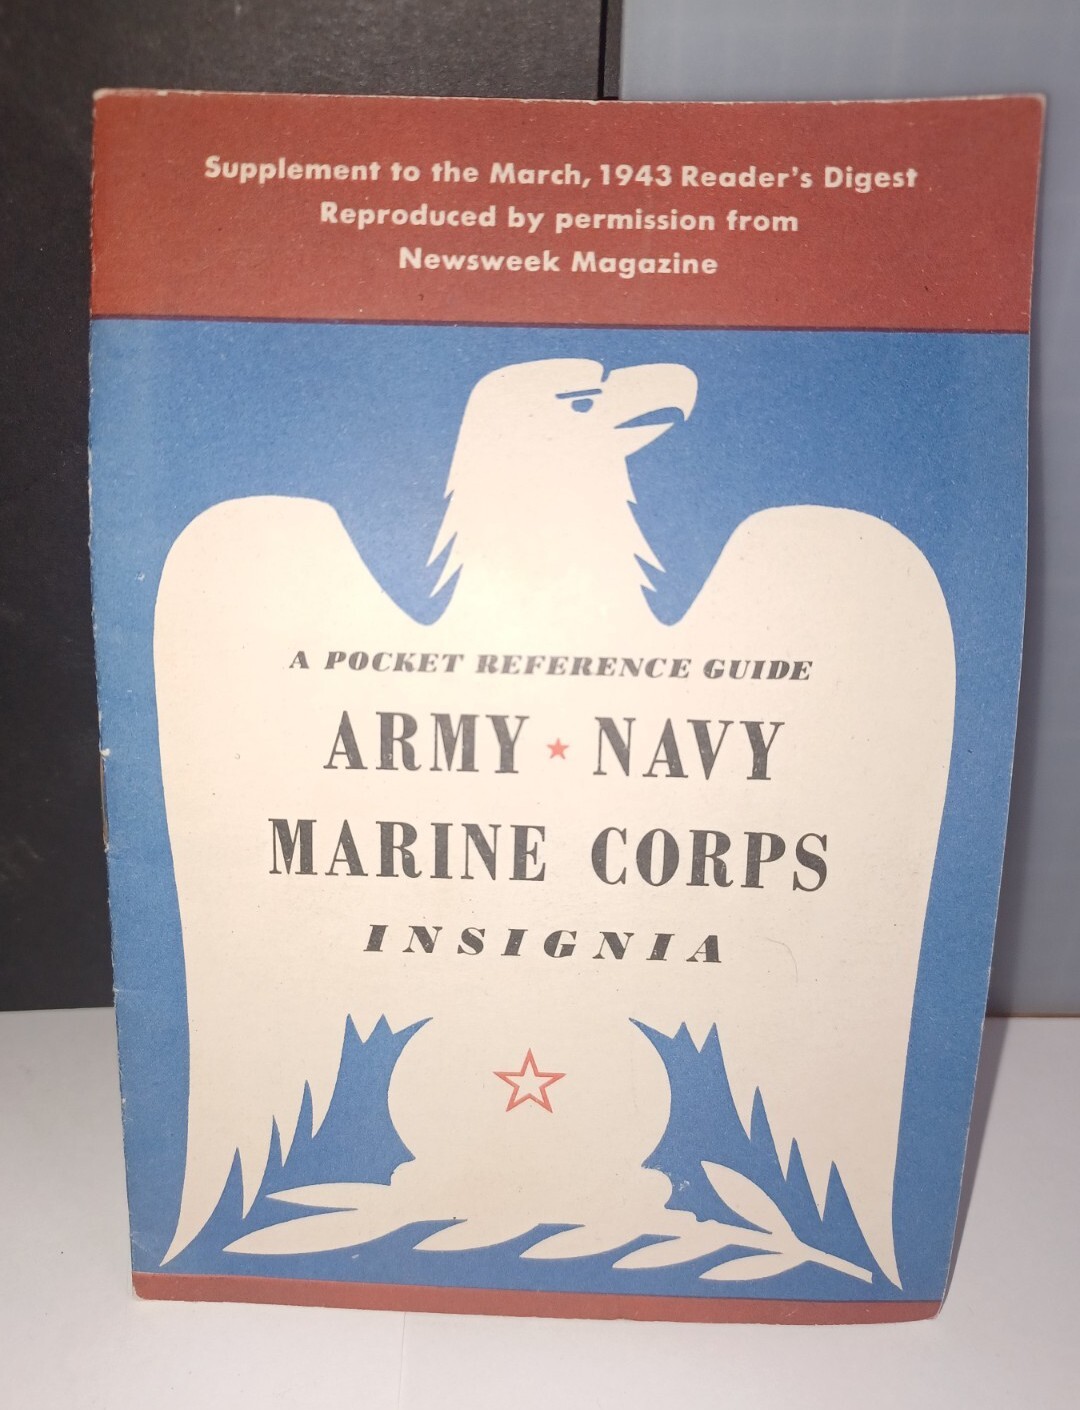 Supplement to the March, 1943 Reader's Digest
Reproduced by permission from
Newsweek Magazine
A POCKET REFERENCE GUIDE
ARMY ★ NAVY
MARINE CORPS
INSIGNIA